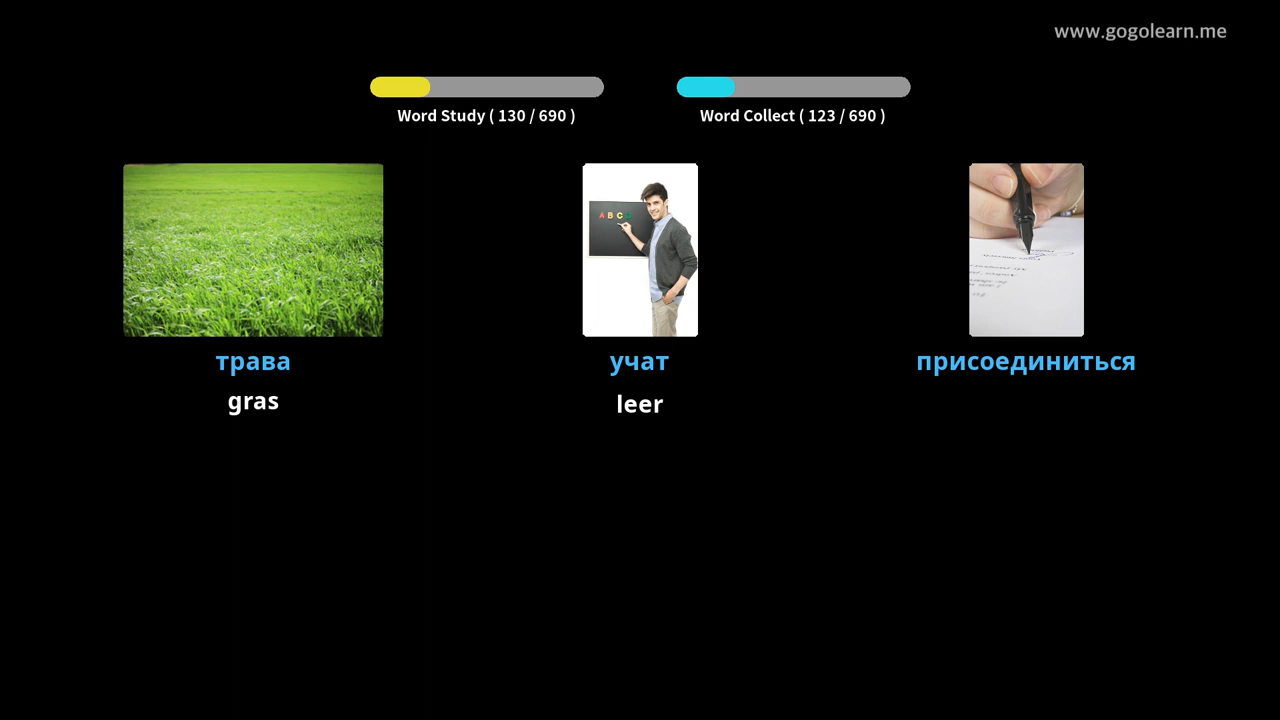 www.gogolearn.me
Word Study ( 130 / 690 )
Word Collect ( 123 / 690 )
A B C D
трава
учат
присоединиться
gras
leer